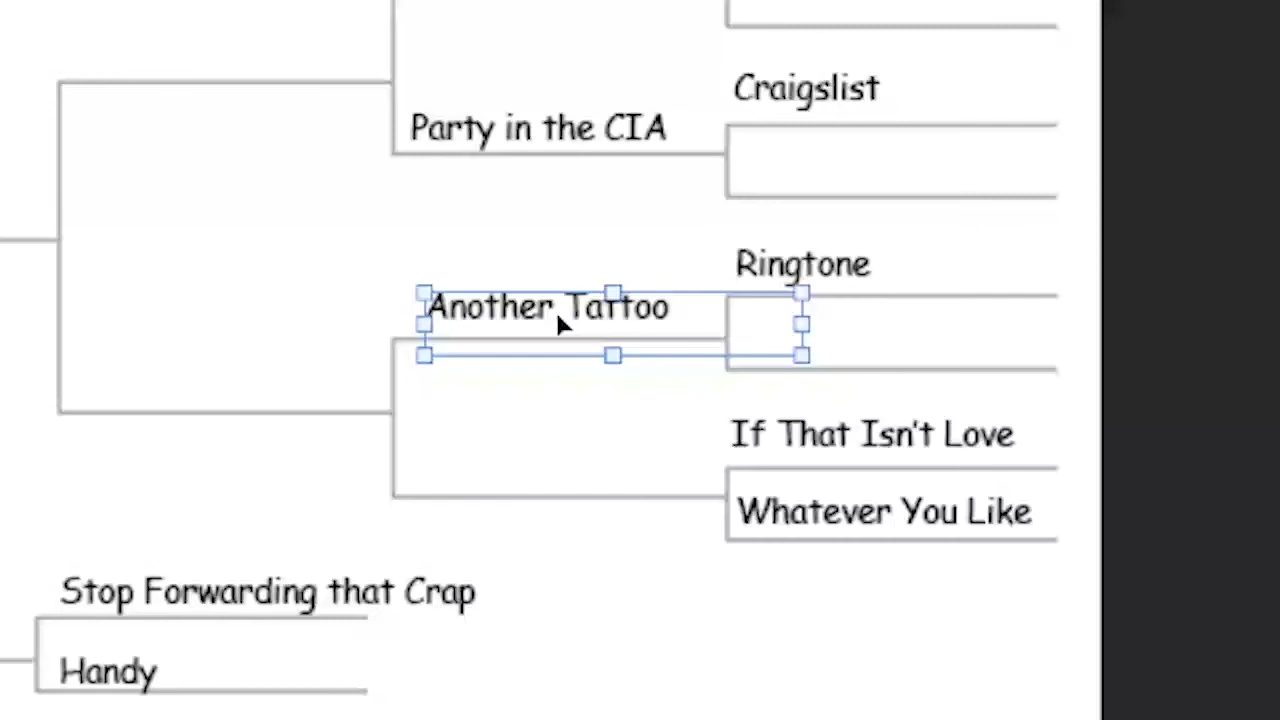 Craigslist
Party in the CIA
Ringtone
Another Tattoo
If That Isn't Love
Whatever You Like
Stop Forwarding that Crap
Handy